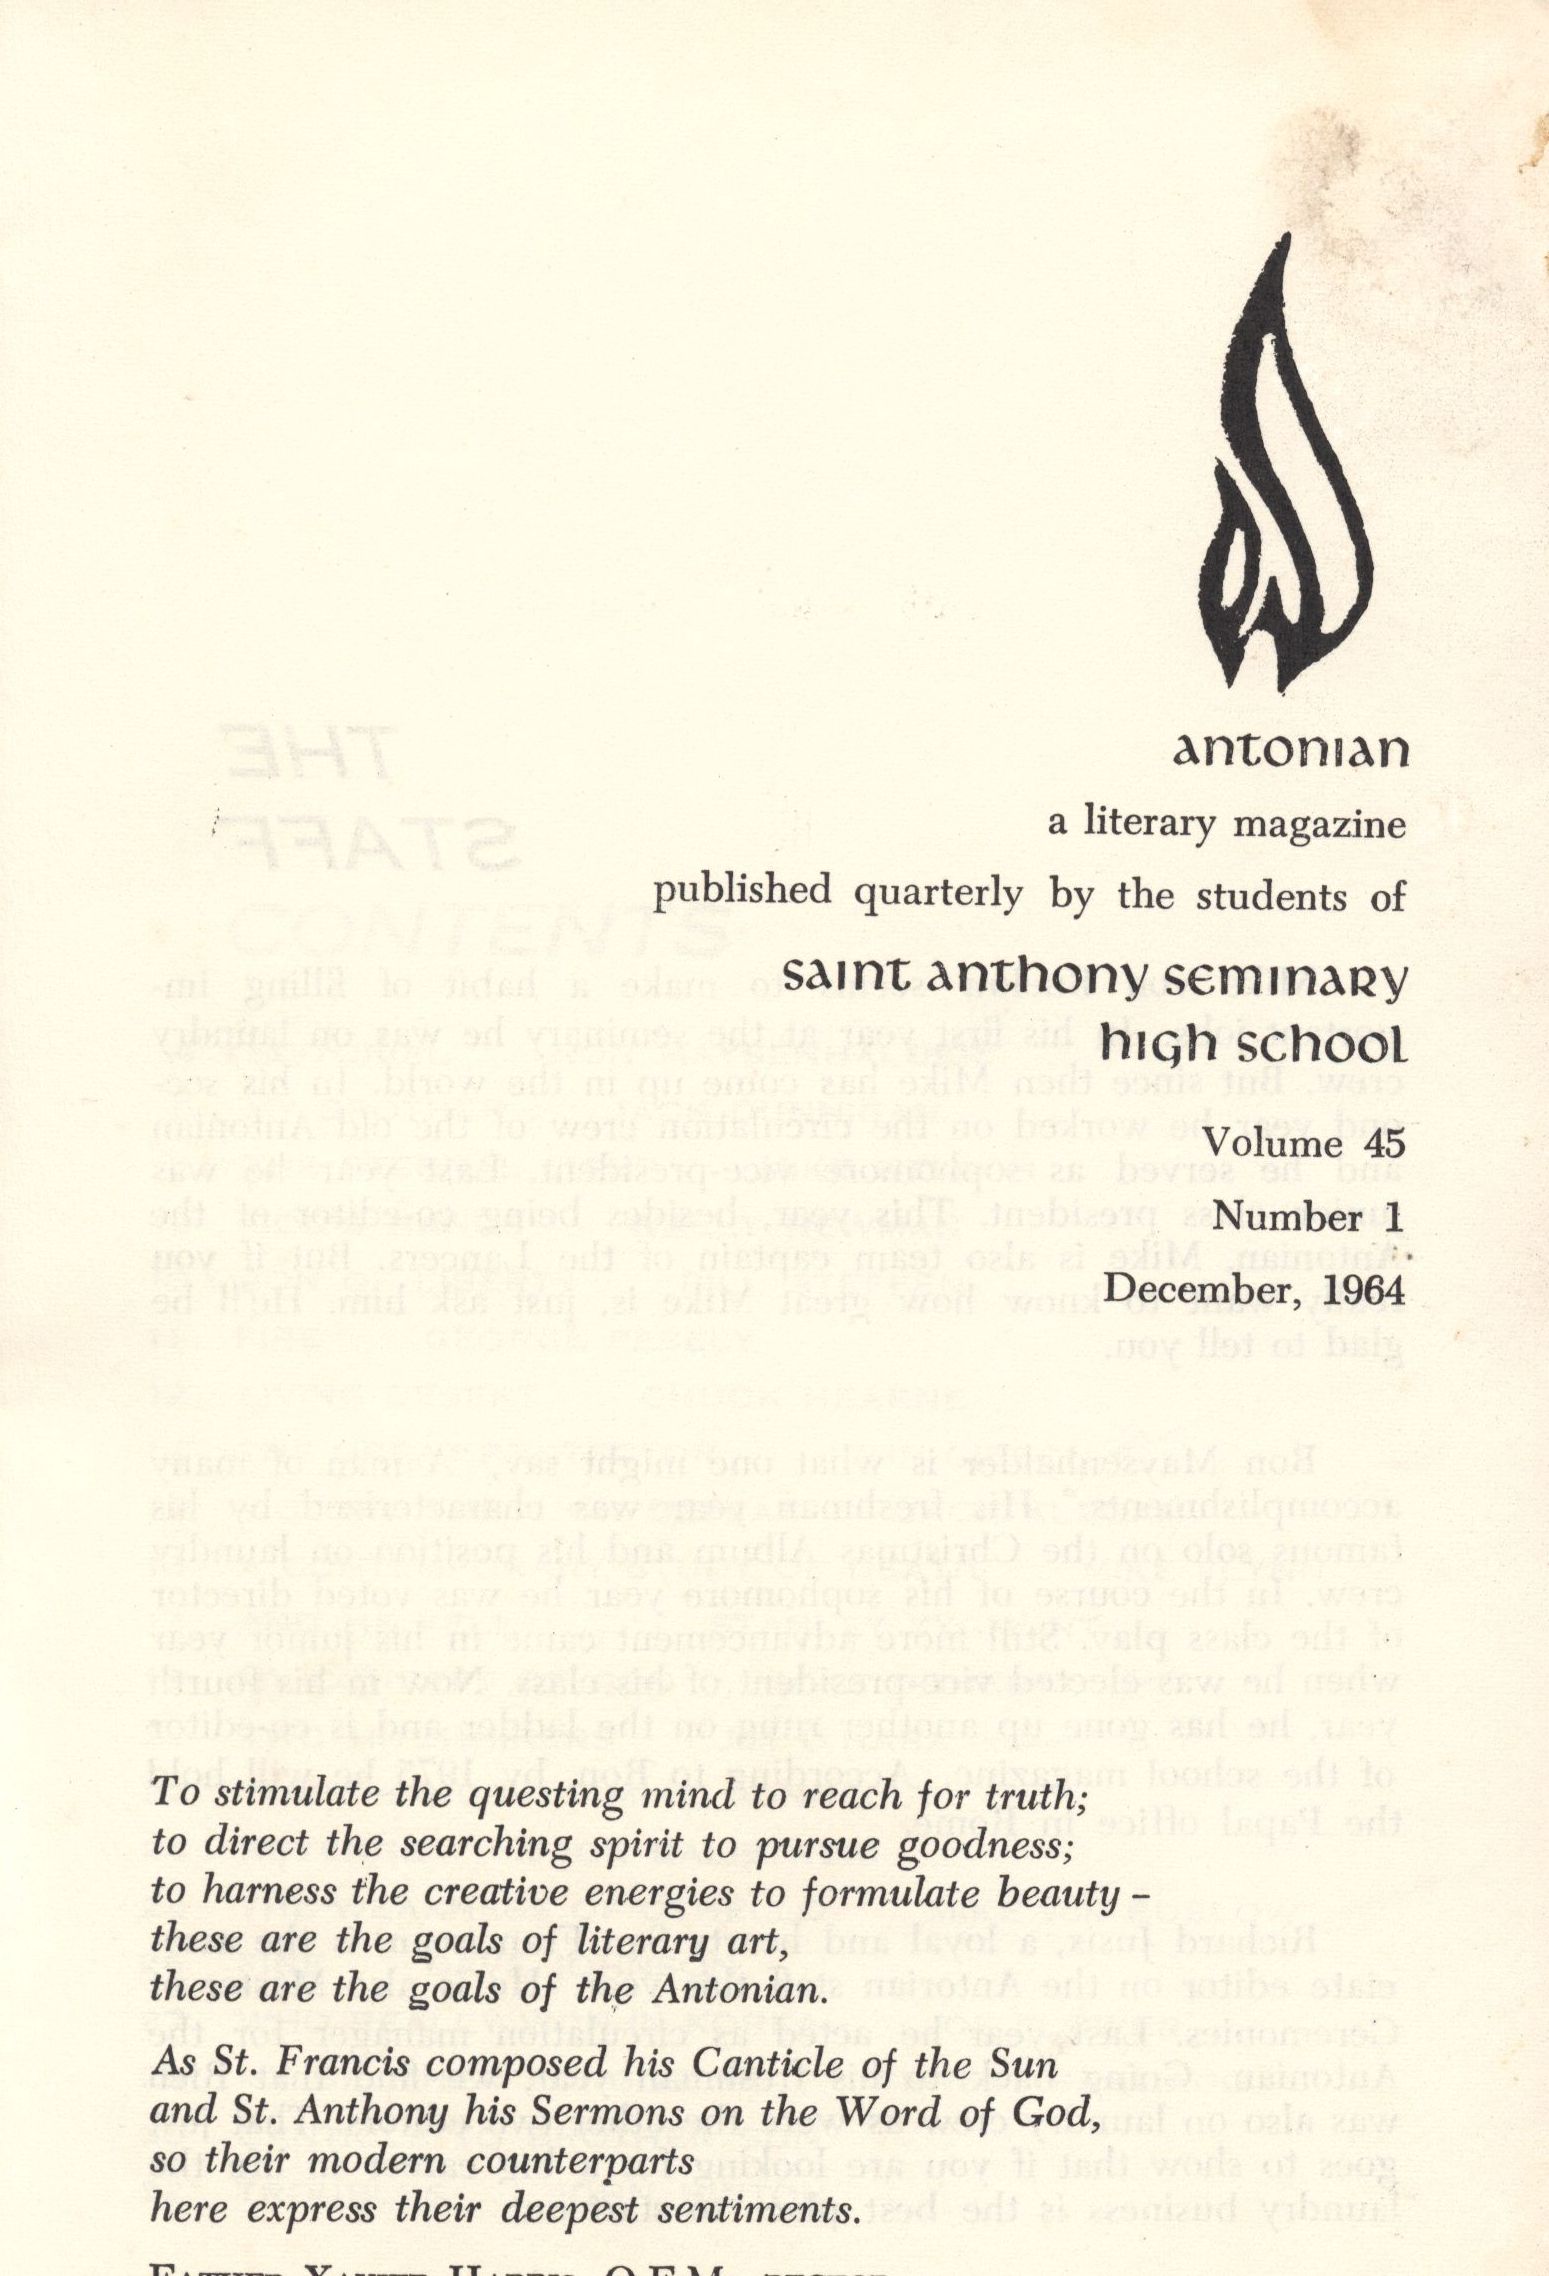 antonian
a literary magazine
published quarterly by the students of
saint anthony seminary
high school
Volume 45
Number 1
December, 1964
To stimulate the questing mind to reach for truth;
to direct the searching spirit to pursue goodness;
to harness the creative energies to formulate beauty –
these are the goals of literary art,
these are the goals of the Antonian.
As St. Francis composed his Canticle of the Sun
and St. Anthony his Sermons on the Word of God,
so their modern counterparts
here express their deepest sentiments.